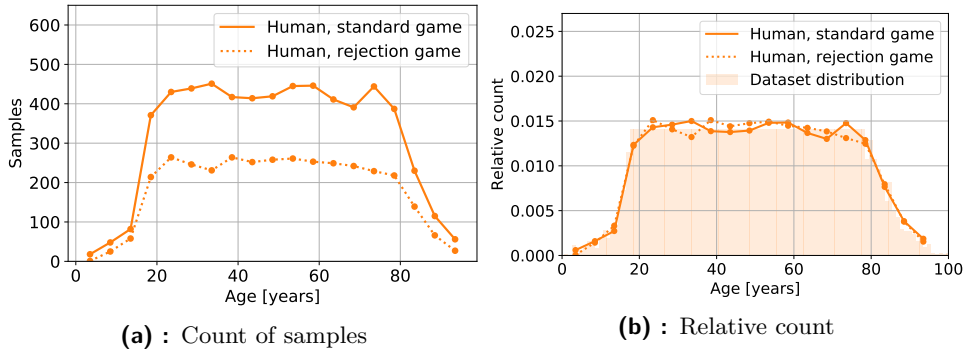 600
500
400
300
200
100
0
Samples
Human, standard game
Human, rejection game
0 20 40 60 80
Age [years]
(a) : Count of samples
0.025
0.020
0.015
0.010
0.005
0.000
Relative count
Human, standard game
Human, rejection game
Dataset distribution
0 20 40 60 80 100
Age [years]
(b) : Relative count